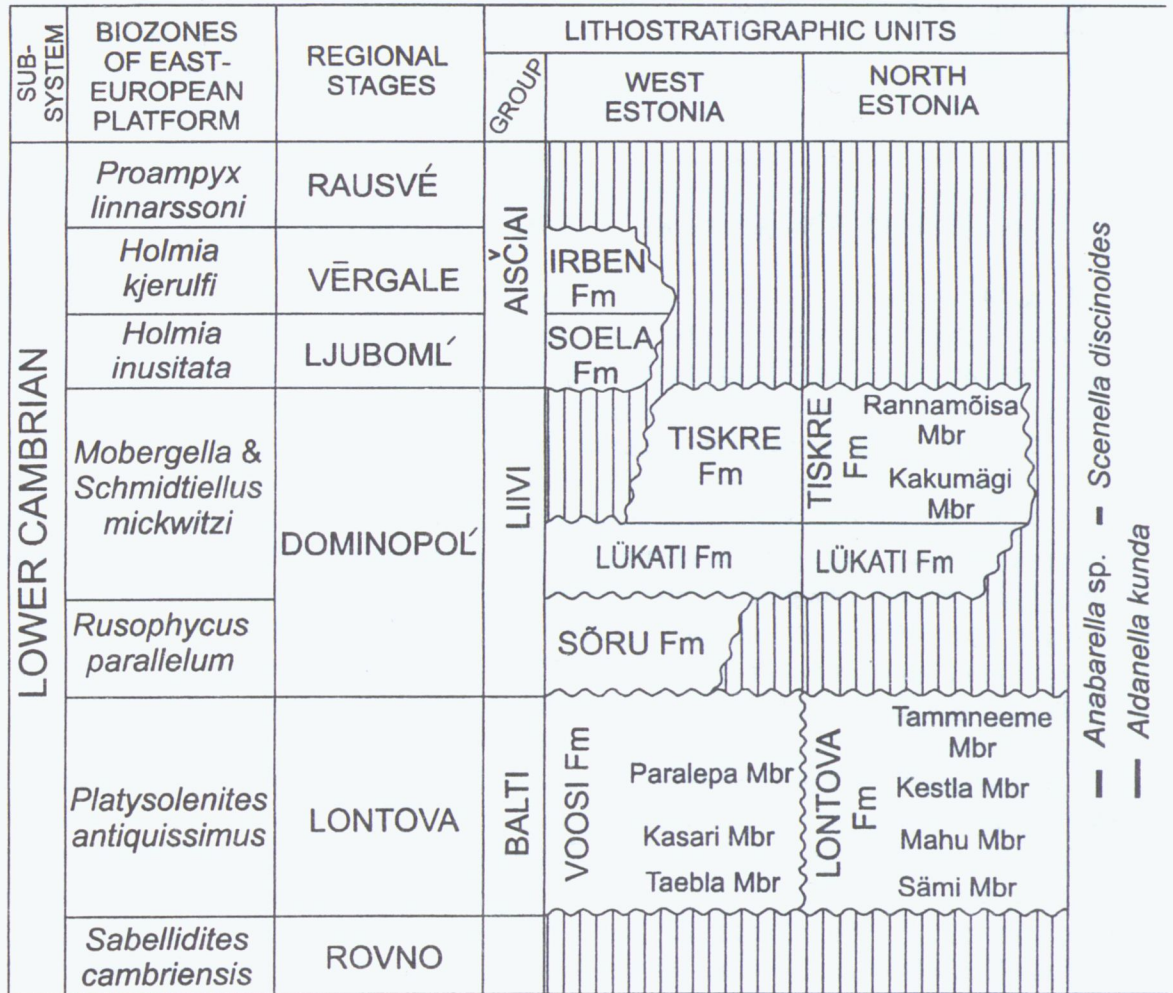 SUB-
SYSTEM
BIOZONES
OF EAST-
EUROPEAN
PLATFORM
REGIONAL
STAGES
LITHOSTRATIGRAPHIC UNITS
GROUP
WEST
ESTONIA
NORTH
ESTONIA
LOWER CAMBRIAN
Proampyx
linnarssoni
RAUSVÉ
AISČIAI
Holmia
kjerulfi
VĒRGALE
IRBEN
Fm
Holmia
inusitata
LJUBOMĹ
SOELA
Fm
Mobergella &
Schmidtiellus
mickwitzi
DOMINOPOĹ
LIIVI
TISKRE
Fm
TISKRE
Fm
Rannamõisa
Mbr
Kakumägi
Mbr
LÜKATI Fm
LÜKATI Fm
Rusophycus
parallelum
SÕRU Fm
Platysolenites
antiquissimus
LONTOVA
BALTI
VOOSI Fm
Paralepa Mbr
Kasari Mbr
Taebla Mbr
LONTOVA
Fm
Tammneeme
Mbr
Kestla Mbr
Mahu Mbr
Sämi Mbr
Sabellidites
cambriensis
ROVNO
Anabarella sp.
Scenella discinoides
Aldanella kunda